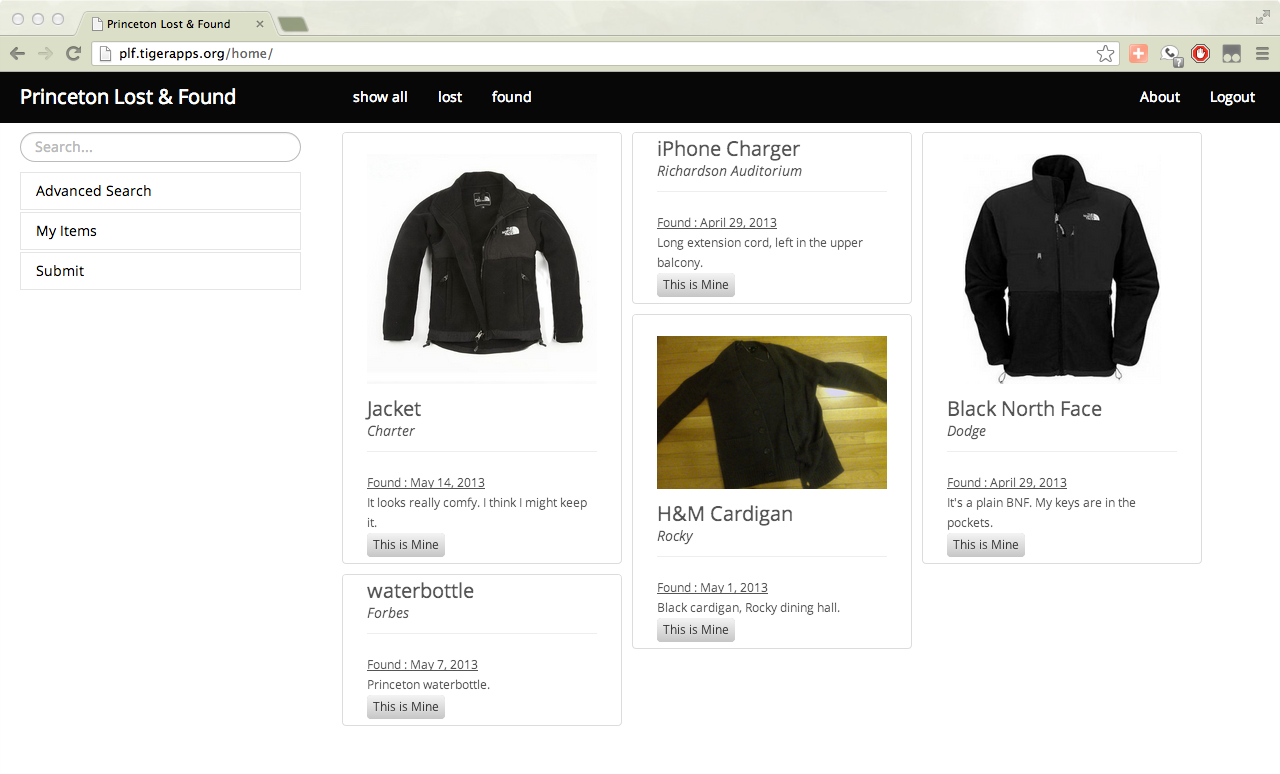 Princeton Lost & Found
plf.tigerapps.org/home/
Princeton Lost & Found
show all
lost
found
About
Logout
Search...
Advanced Search
My Items
Submit
Jacket
Charter
Found : May 14, 2013
It looks really comfy. I think I might keep
it.
This is Mine
waterbottle
Forbes
Found : May 7, 2013
Princeton waterbottle.
This is Mine
iPhone Charger
Richardson Auditorium
Found : April 29, 2013
Long extension cord, left in the upper
balcony.
This is Mine
H&M Cardigan
Rocky
Found : May 1, 2013
Black cardigan, Rocky dining hall.
This is Mine
Black North Face
Dodge
Found : April 29, 2013
It's a plain BNF. My keys are in the
pockets.
This is Mine